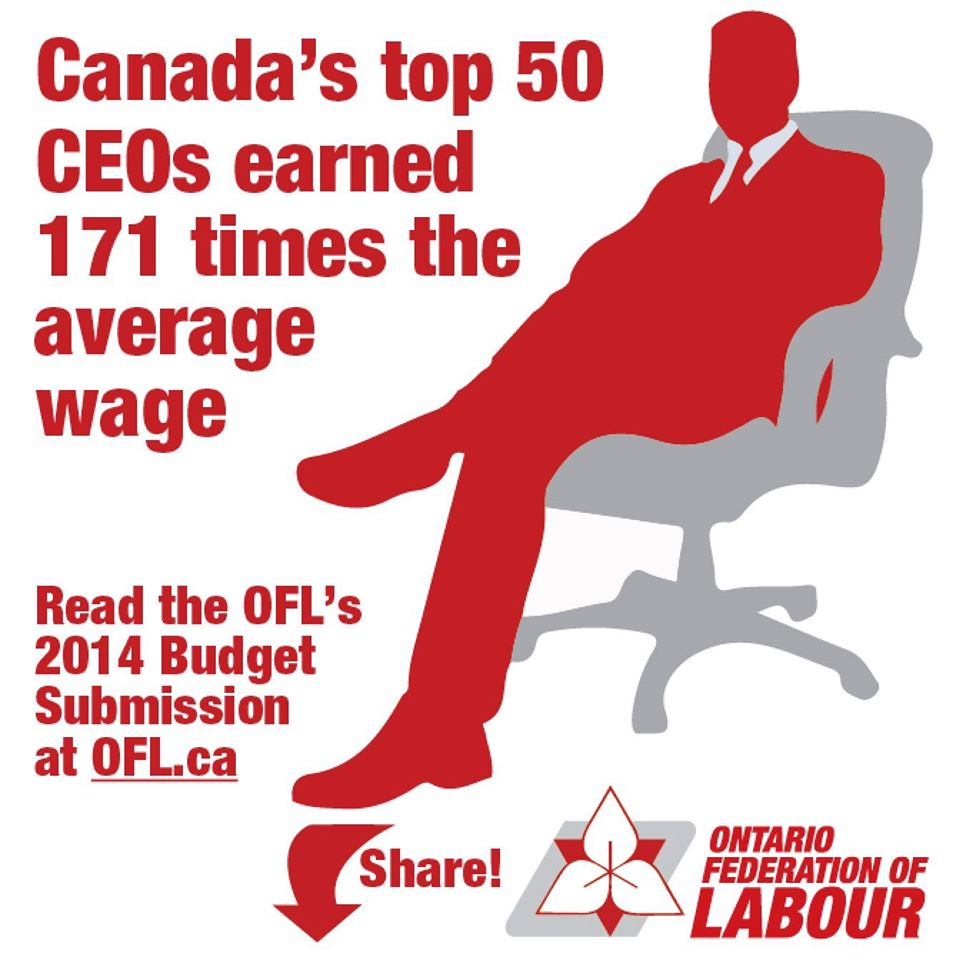 Canada's top 50
CEOs earned
171 times the
average
wage
Read the OFL's
2014 Budget
Submission
at OFL.ca
Share!
ONTARIO
FEDERATION OF
LABOUR